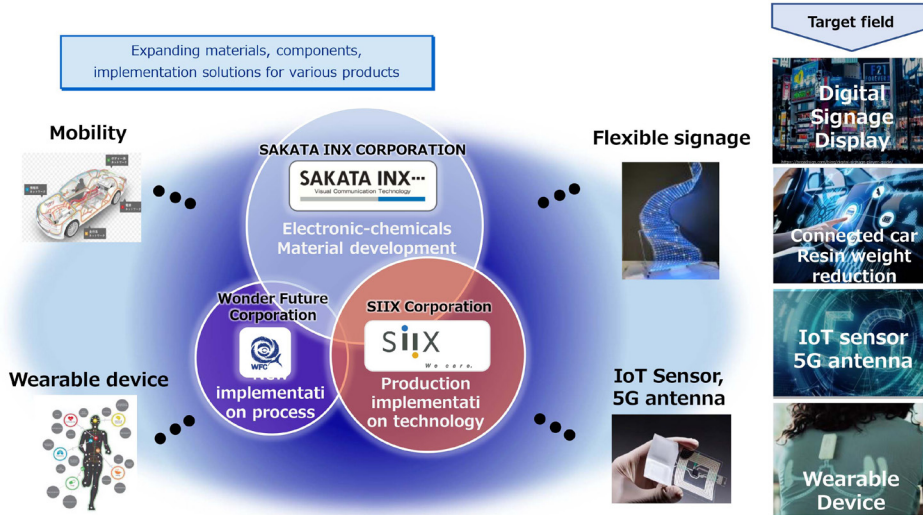 Target field
Expanding materials, components,
implementation solutions for various products
Mobility
SAKATA INX CORPORATION
SAKATA INX
Visual Communication Technology
Electronic-chemicals
Material development
Flexible signage
Wonder Future
Corporation
WFC
implementati
on process
SIIX Corporation
SiiX
We care.
Production
implementati
on technology
Wearable device
IoT Sensor,
5G antenna
F21
Digital
Signage
Display
Connected car
Resin weight
reduction
5G
IoT sensor
5G antenna
Wearable
Device